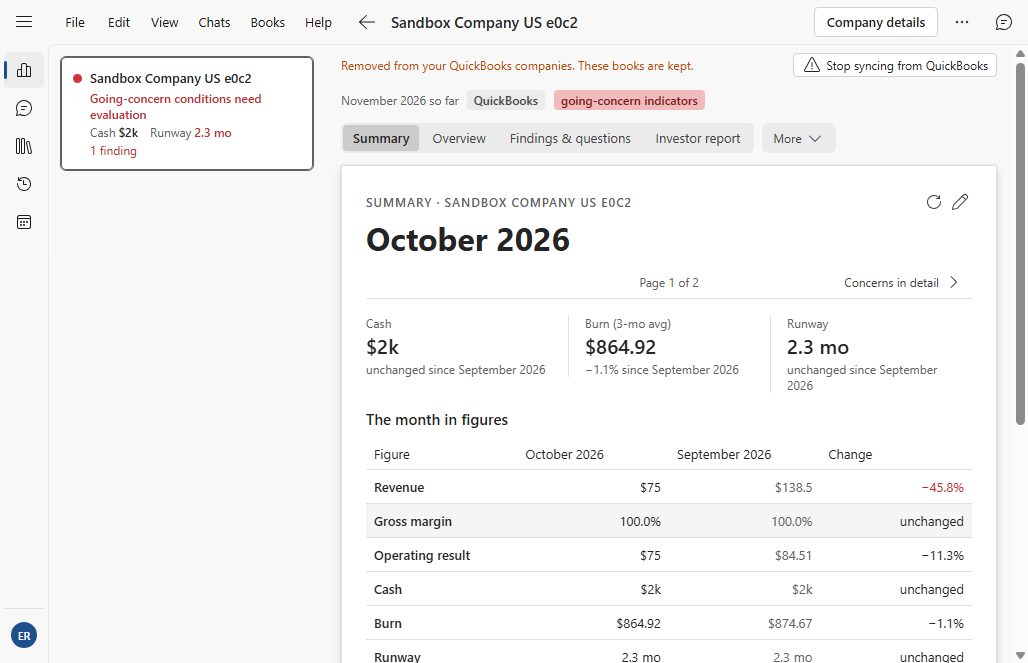 File Edit View Chats Books Help Sandbox Company US e0c2 Company details
Sandbox Company US e0c2
Going-concern conditions need
evaluation
Cash $2k Runway 2.3 mo
1 finding
ER
Removed from your QuickBooks companies. These books are kept. Stop syncing from QuickBooks
November 2026 so far QuickBooks going-concern indicators
Summary Overview Findings & questions Investor report More
SUMMARY · SANDBOX COMPANY US E0C2
October 2026
Page 1 of 2 Concerns in detail
Cash
$2k
unchanged since September 2026
Burn (3-mo avg)
$864.92
−1.1% since September 2026
Runway
2.3 mo
unchanged since September
2026
The month in figures
Figure October 2026 September 2026 Change
Revenue $75 $138.5 −45.8%
Gross margin 100.0% 100.0% unchanged
Operating result $75 $84.51 −11.3%
Cash $2k $2k unchanged
Burn $864.92 $874.67 −1.1%
Runway 2.3 mo 2.3 mo unchanged